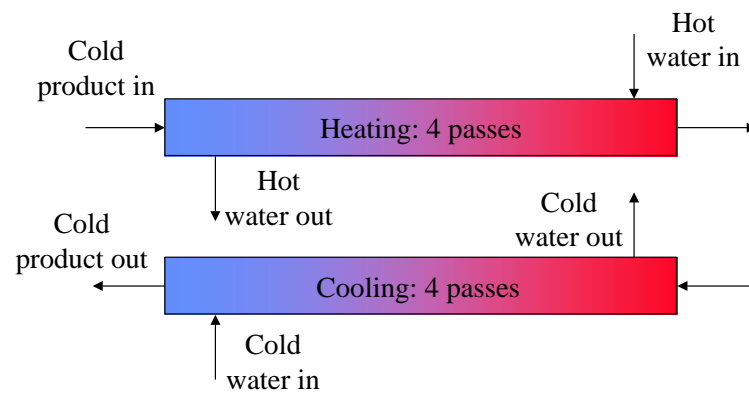 Cold
product in
Hot
water in
Heating: 4 passes
Hot
water out
Cold
product out
Cold
water out
Cooling: 4 passes
Cold
water in